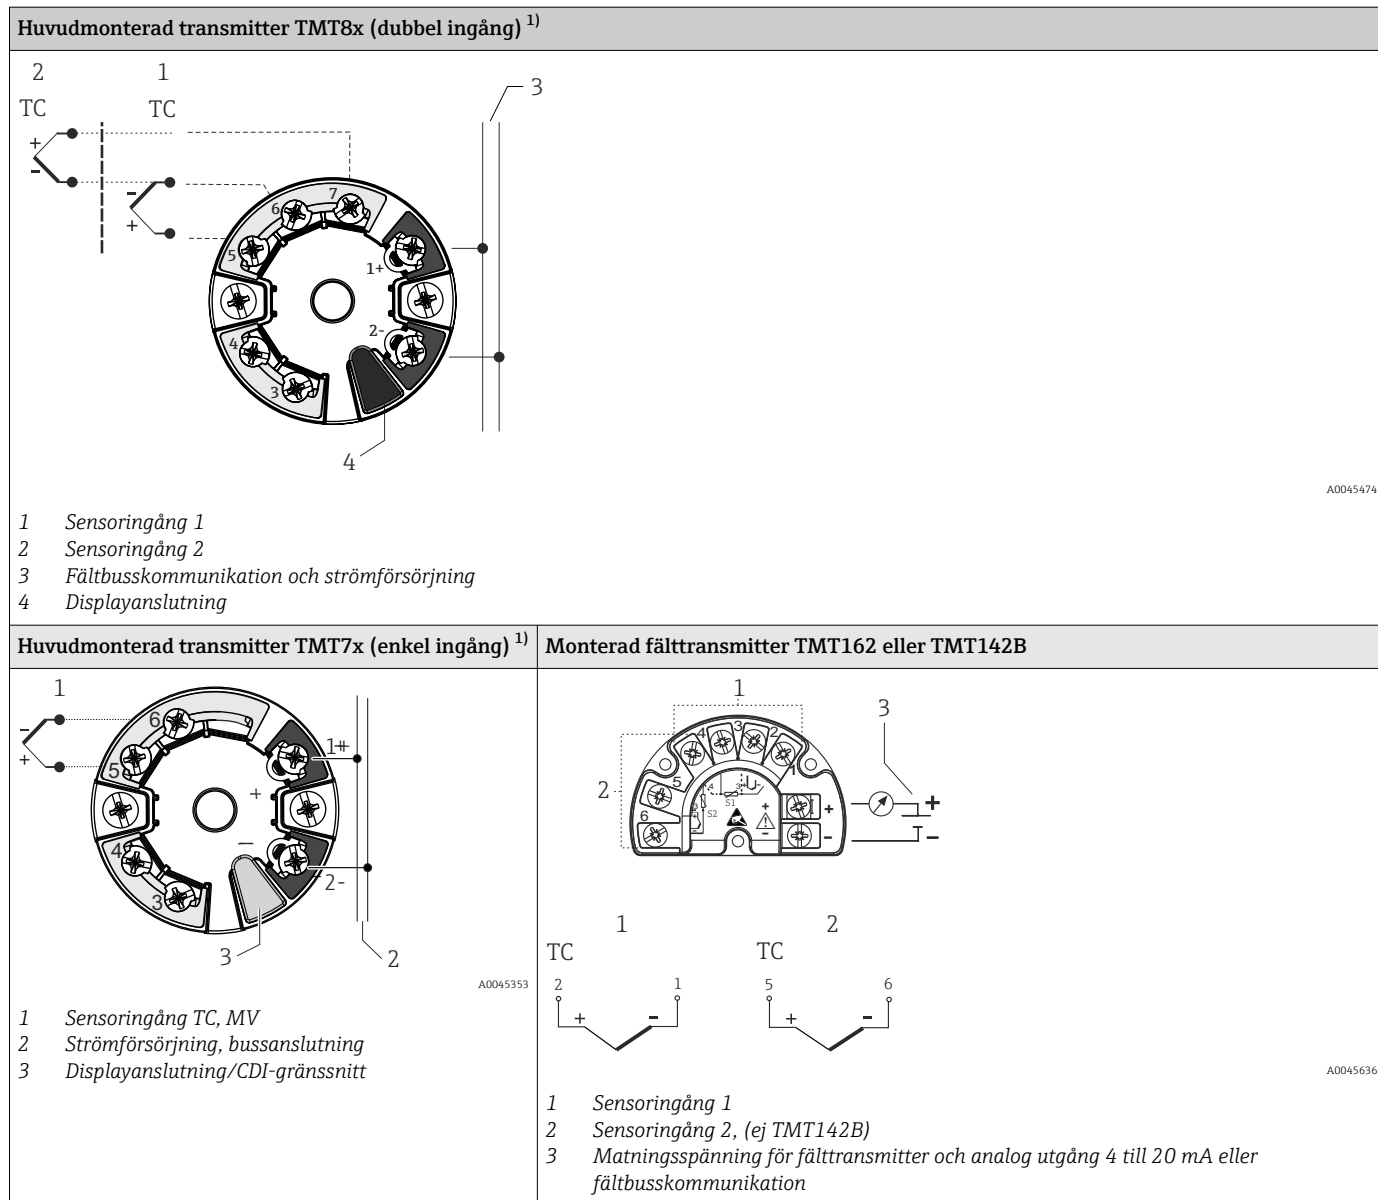 Huvudmonterad transmitter TMT8x (dubbel ingång) 1)
2 1
TC TC
3
+
-
-
+
7
6
5
1+
2-
4
3
4
A0045474
1 Sensoringång 1
2 Sensoringång 2
3 Fältbusskommunikation och strömförsörjning
4 Displayanslutning
Huvudmonterad transmitter TMT7x (enkel ingång) 1)
1
-
+
6
5
1+
+
-
4
3
2-
3
2
A0045353
1 Sensoringång TC, MV
2 Strömförsörjning, bussanslutning
3 Displayanslutning/CDI-gränssnitt
Monterad fälttransmitter TMT162 eller TMT142B
1
3
2
4 3 2
5 1
6
S1
S2
+
-
+
-
+
-
1 2
TC TC
2 1 5 6
+ - + -
A0045636
1 Sensoringång 1
2 Sensoringång 2, (ej TMT142B)
3 Matningsspänning för fälttransmitter och analog utgång 4 till 20 mA eller
fältbusskommunikation